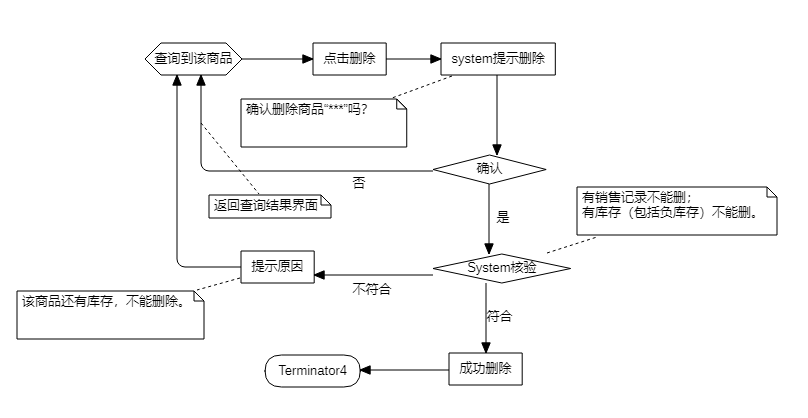 查询到该商品
点击删除
system提示删除
确认删除商品“***”吗？
确认
否
返回查询结果界面
是
有销售记录不能删；
有库存（包括负库存）不能删。
提示原因
System核验
不符合
该商品还有库存，不能删除。
符合
Terminator4
成功删除